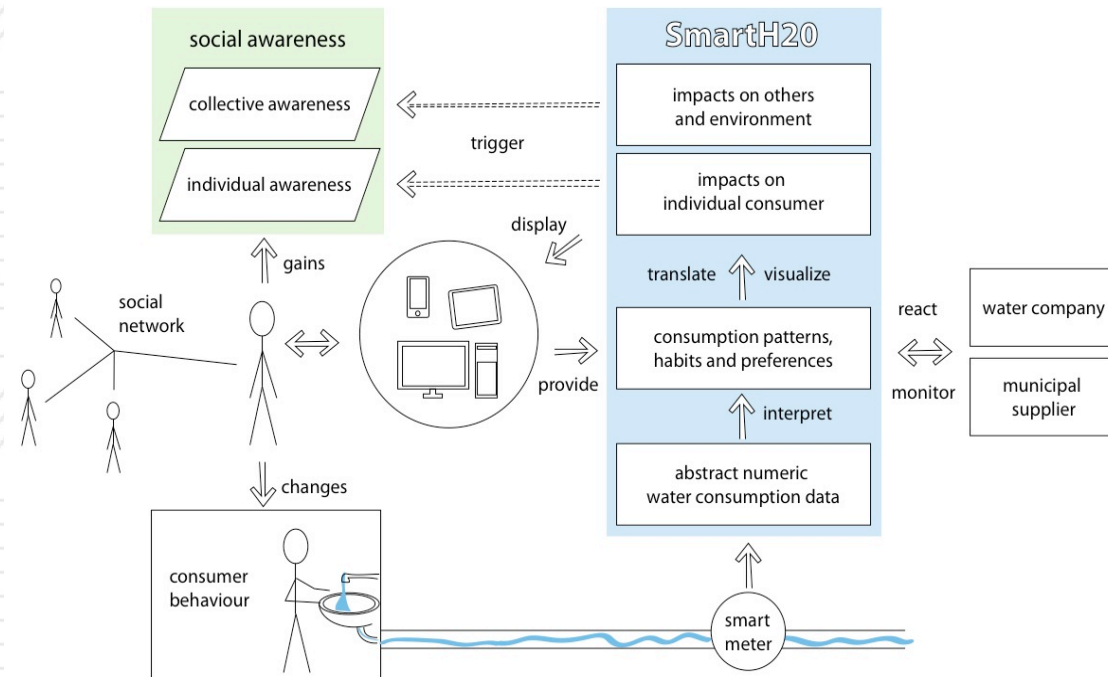 social awareness
collective awareness
individual awareness
SmartH20
impacts on others
and environment
impacts on
individual consumer
trigger
display
gains
translate
visualize
social
network
consumption patterns,
habits and preferences
provide
react
monitor
water company
municipal
supplier
interpret
abstract numeric
water consumption data
changes
consumer
behaviour
smart
meter